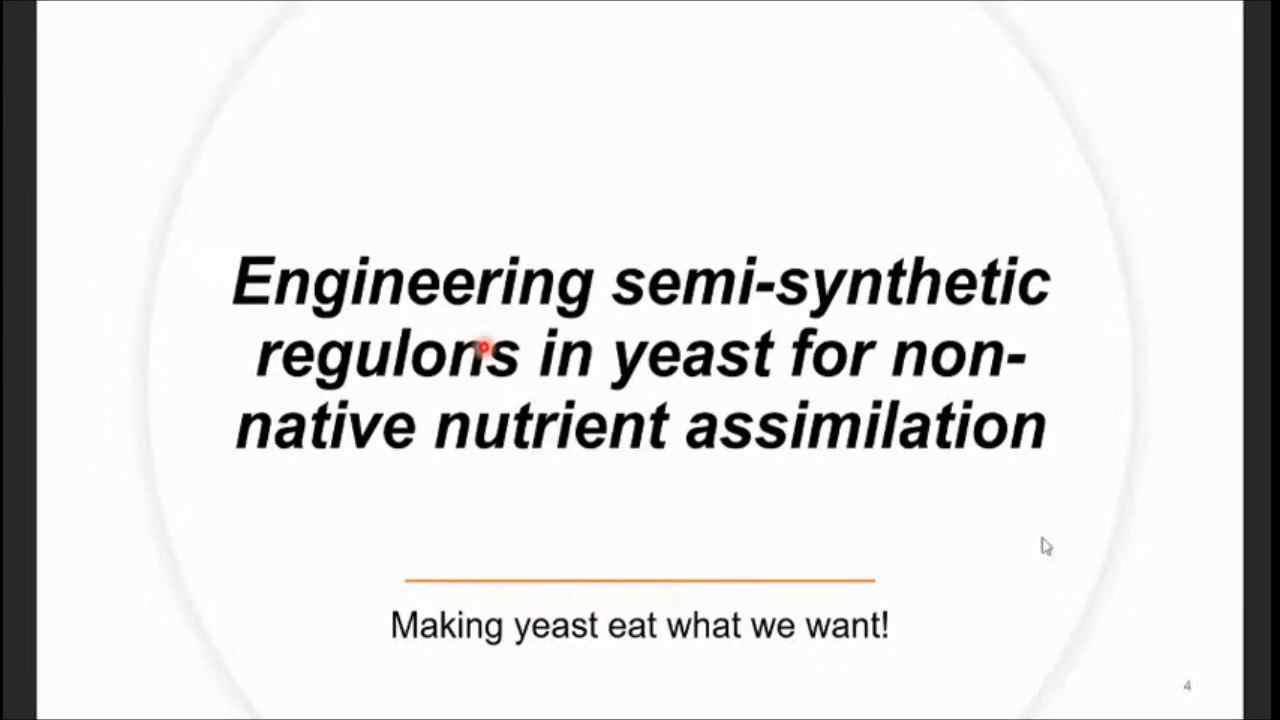 Engineering semi-synthetic
regulons in yeast for non-
native nutrient assimilation
Making yeast eat what we want!
4